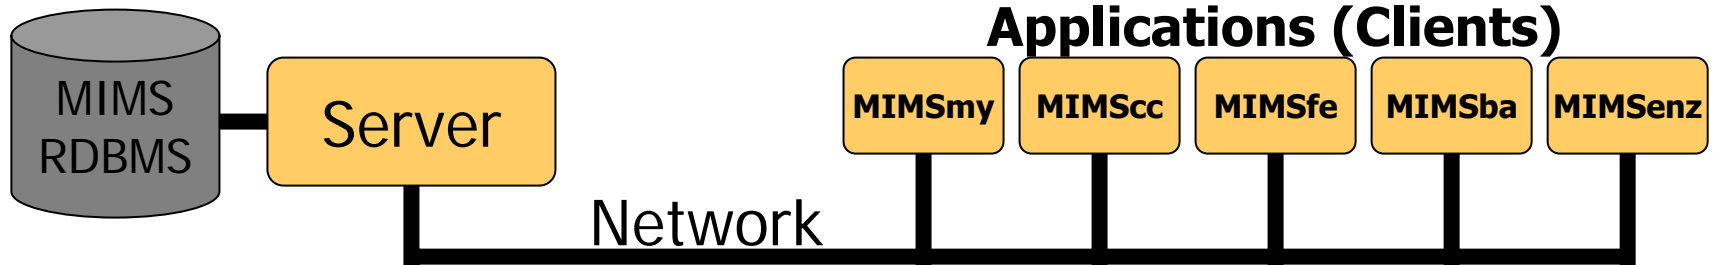 Applications (Clients)
MIMS
RDBMS
Server
MIMSmy
MIMScc
MIMSfe
MIMSba
MIMSenz
Network